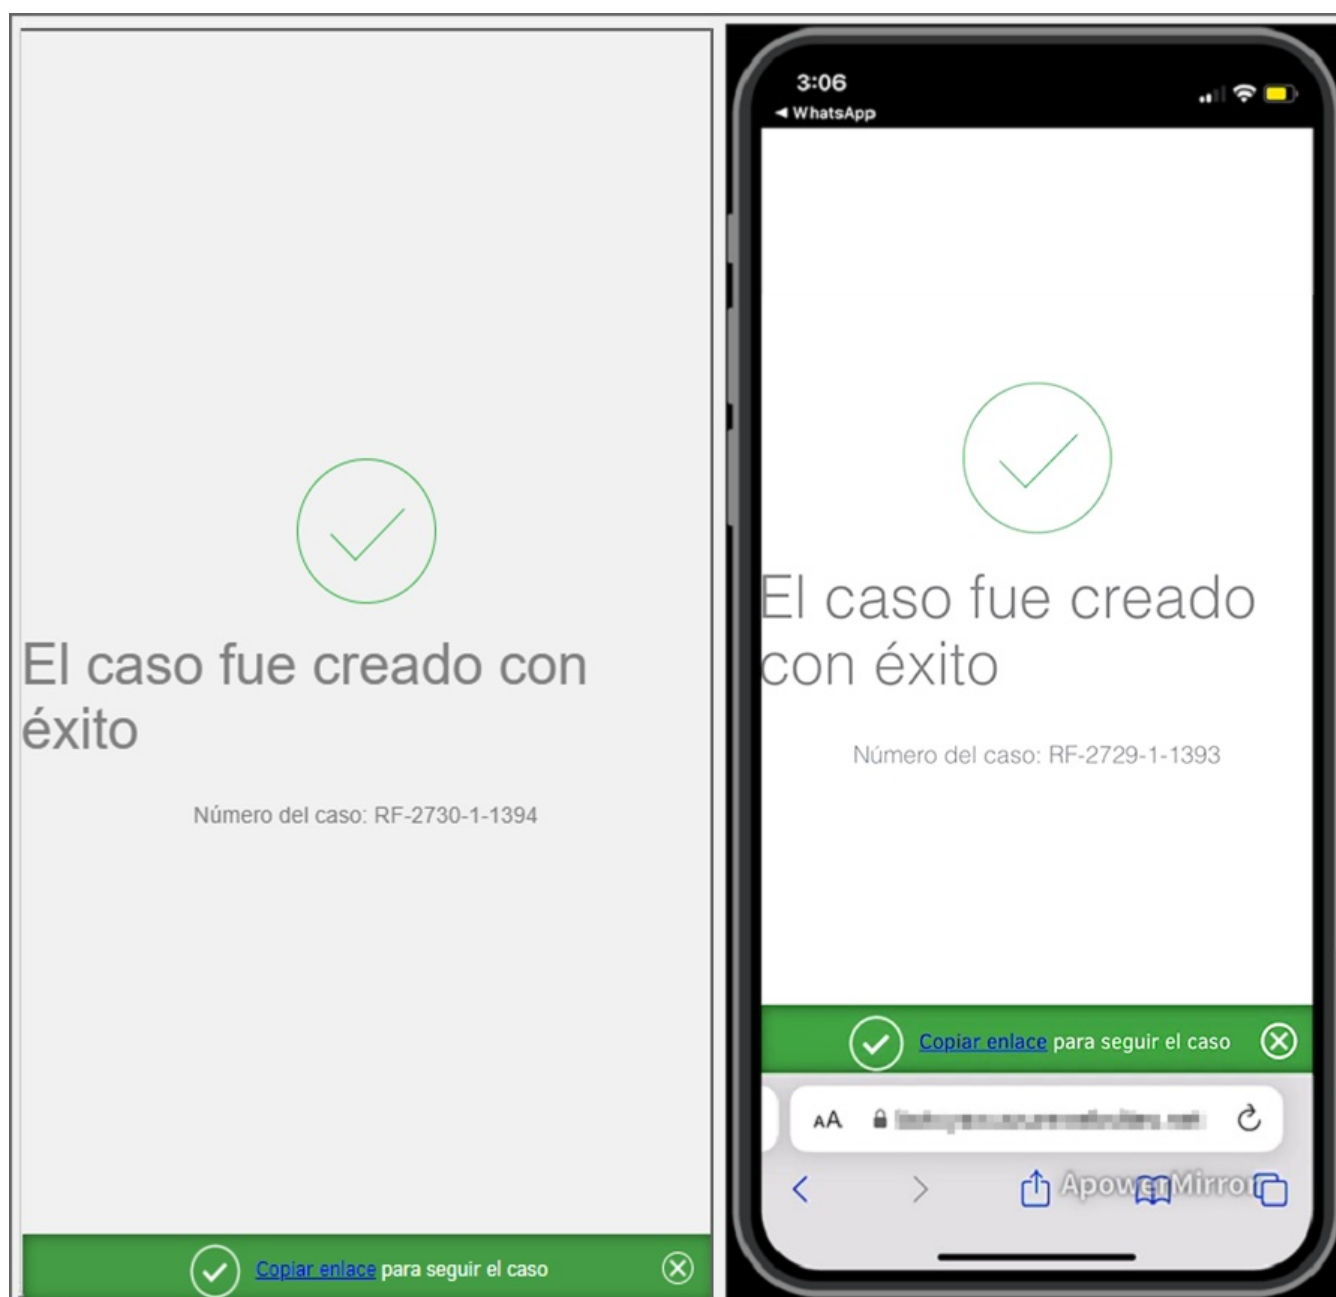 El caso fue creado con
éxito
Número del caso: RF-2730-1-1394
Copiar enlace para seguir el caso
3:06
◄ WhatsApp
El caso fue creado
con éxito
Número del caso: RF-2729-1-1393
Copiar enlace para seguir el caso
AA
ApowerMirror